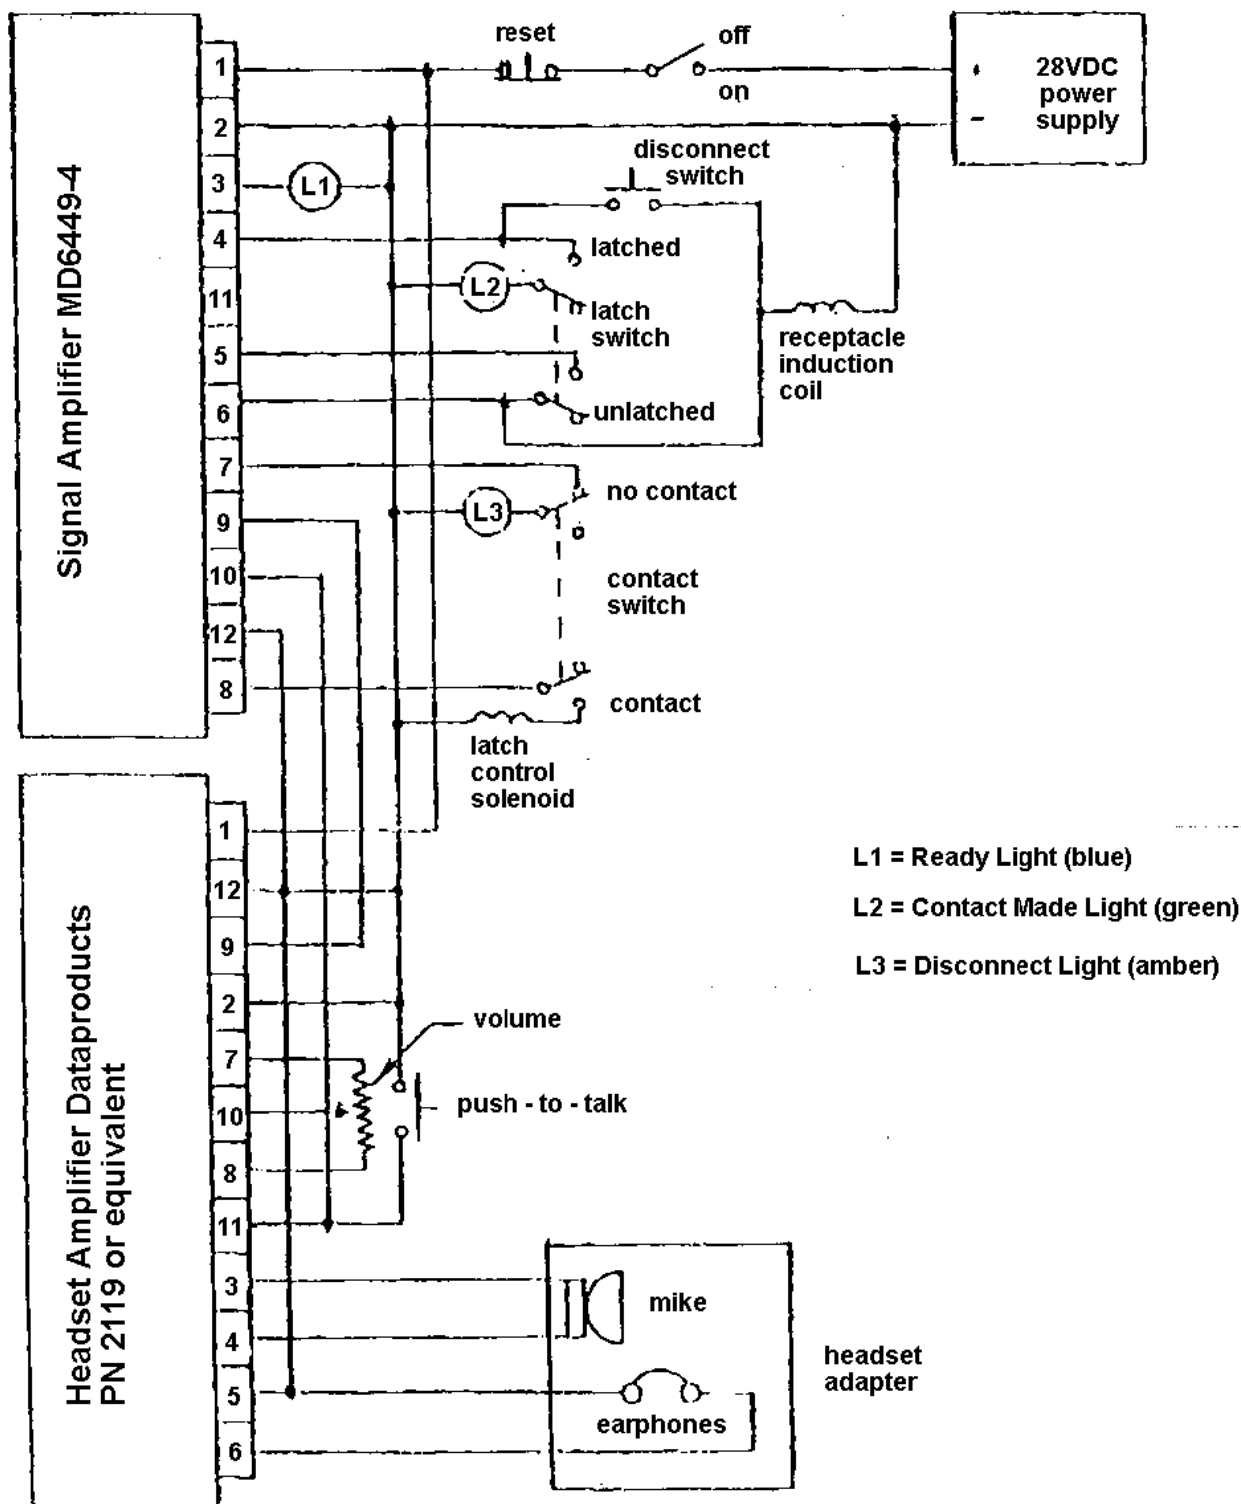 Signal Amplifier MD6449-4
1
2
3
4
11
5
6
7
9
10
12
8
reset
off
on
+
28VDC
power
supply
-
L1
disconnect
switch
latched
L2
latch
switch
receptacle
induction
coil
unlatched
no contact
L3
contact
switch
contact
latch
control
solenoid
Headset Amplifier Dataproducts
PN 2119 or equivalent
1
12
9
2
7
10
8
11
3
4
5
6
L1 = Ready Light (blue)
L2 = Contact Made Light (green)
L3 = Disconnect Light (amber)
volume
push - to - talk
mike
earphones
headset
adapter